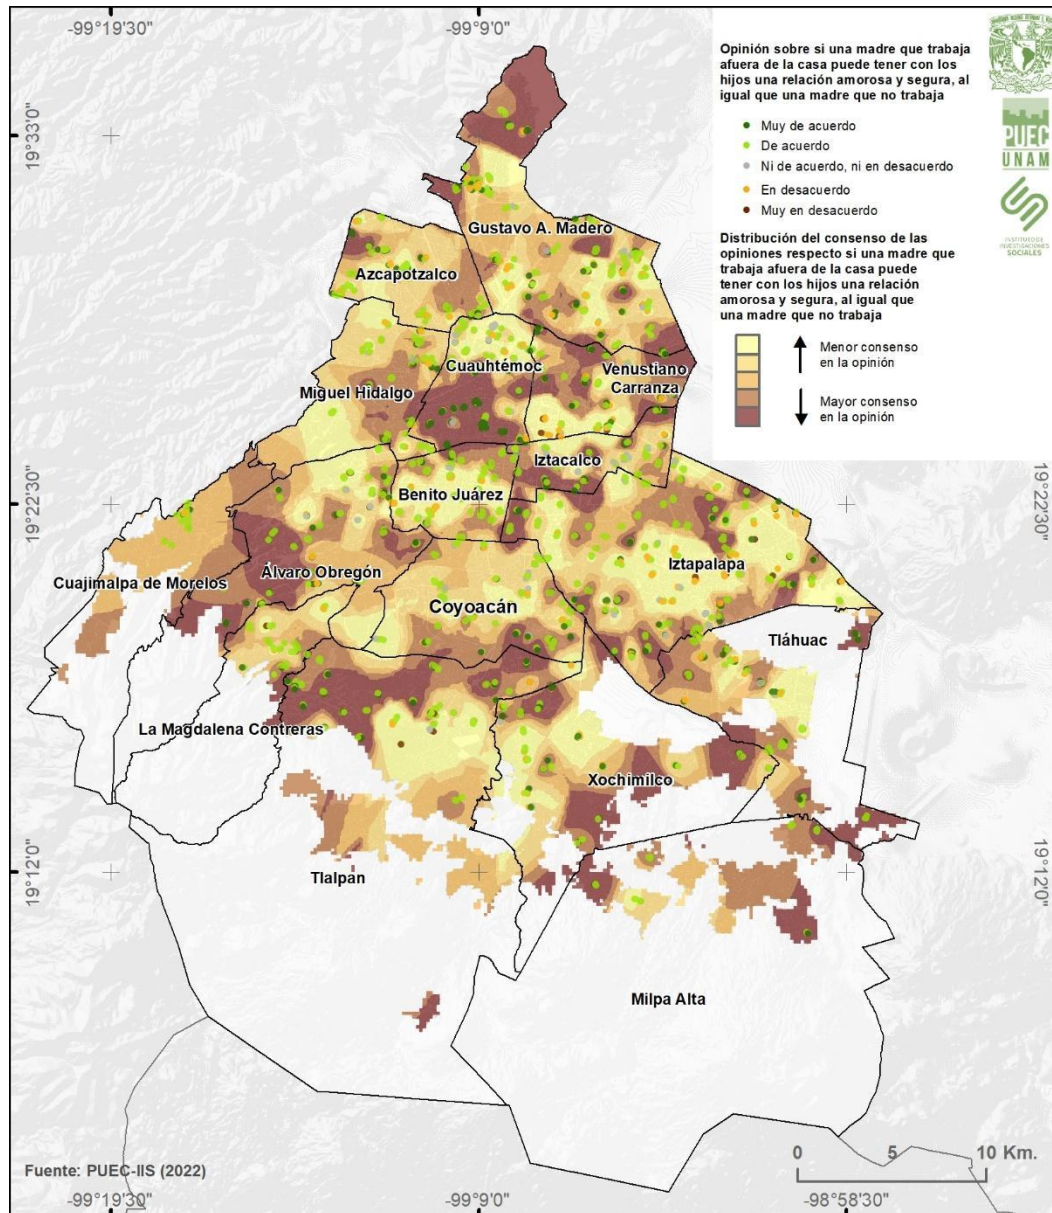 -99°19'30"
-99°9'0"
Opinión sobre si una madre que trabaja
afuera de la casa puede tener con los
hijos una relación amorosa y segura, al
igual que una madre que no trabaja
Muy de acuerdo
De acuerdo
Ni de acuerdo, ni en desacuerdo
En desacuerdo
Muy en desacuerdo
Distribución del consenso de las
opiniones respecto si una madre que
trabaja afuera de la casa puede
tener con los hijos una relación
amorosa y segura, al igual que
una madre que no trabaja
Menor consenso
en la opinión
Mayor consenso
en la opinión
PUEC
UNAM
INSTITUTO DE
INVESTIGACIONES
SOCIALES
19°33'0"
Gustavo A. Madero
Azcapotzalco
Cuauhtémoc
Venustiano
Carranza
Miguel Hidalgo
Iztacalco
Benito Juárez
19°22'30"
19°22'30"
Iztapalapa
Álvaro Obregón
Cuajimalpa de Morelos
Coyoacán
Tláhuac
La Magdalena Contreras
Xochimilco
Tlalpan
19°12'0"
19°12'0"
Milpa Alta
0 5 10 Km.
Fuente: PUEC-IIS (2022)
-99°19'30"
-99°9'0"
-98°58'30"